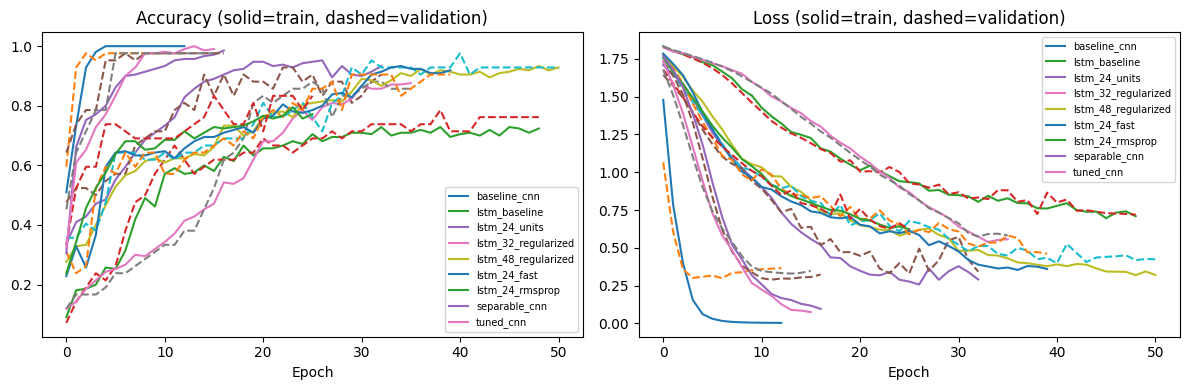 Accuracy (solid=train, dashed=validation)
1.0
0.8
0.6
0.4
0.2
0
10
20
30
40
50
Epoch
baseline_cnn
lstm_baseline
lstm_24_units
lstm_32_regularized
lstm_48_regularized
lstm_24_fast
lstm_24_rmsprop
separable_cnn
tuned_cnn
Loss (solid=train, dashed=validation)
1.75
1.50
1.25
1.00
0.75
0.50
0.25
0.00
0
10
20
30
40
50
Epoch
baseline_cnn
lstm_baseline
lstm_24_units
lstm_32_regularized
lstm_48_regularized
lstm_24_fast
lstm_24_rmsprop
separable_cnn
tuned_cnn